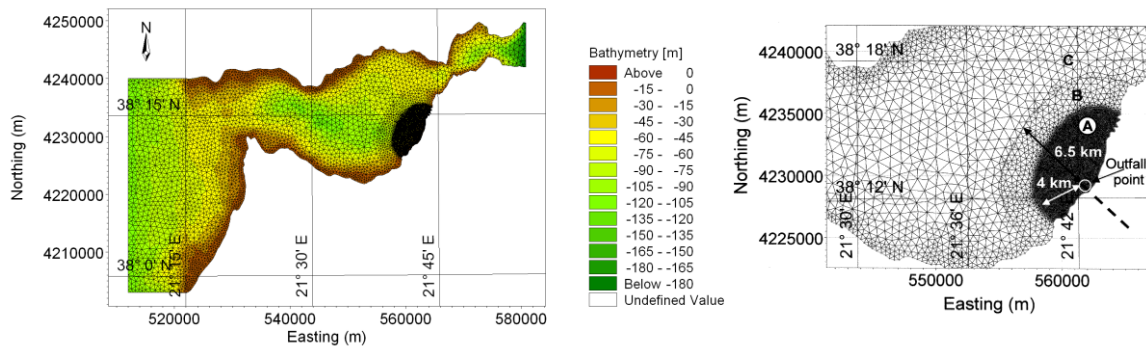 4250000
4240000
4230000
4220000
4210000
Northing (m)
N
38° 15' N
38° 0' N
21° 15' E
21° 30' E
21° 45' E
520000
540000
560000
580000
Easting (m)
Bathymetry [m]
Above 0
-15 - 0
-30 - -15
-45 - -30
-60 - -45
-75 - -60
-90 - -75
-105 - -90
-120 - -105
-135 - -120
-150 - -135
-165 - -150
-180 - -165
Below -180
Undefined Value
4240000
4235000
4230000
4225000
Northing (m)
38° 18' N
38° 12' N
21° 30' E
21° 36' E
21° 42' E
C
B
A
6.5 km
4 km
Outfall
point
550000
560000
Easting (m)